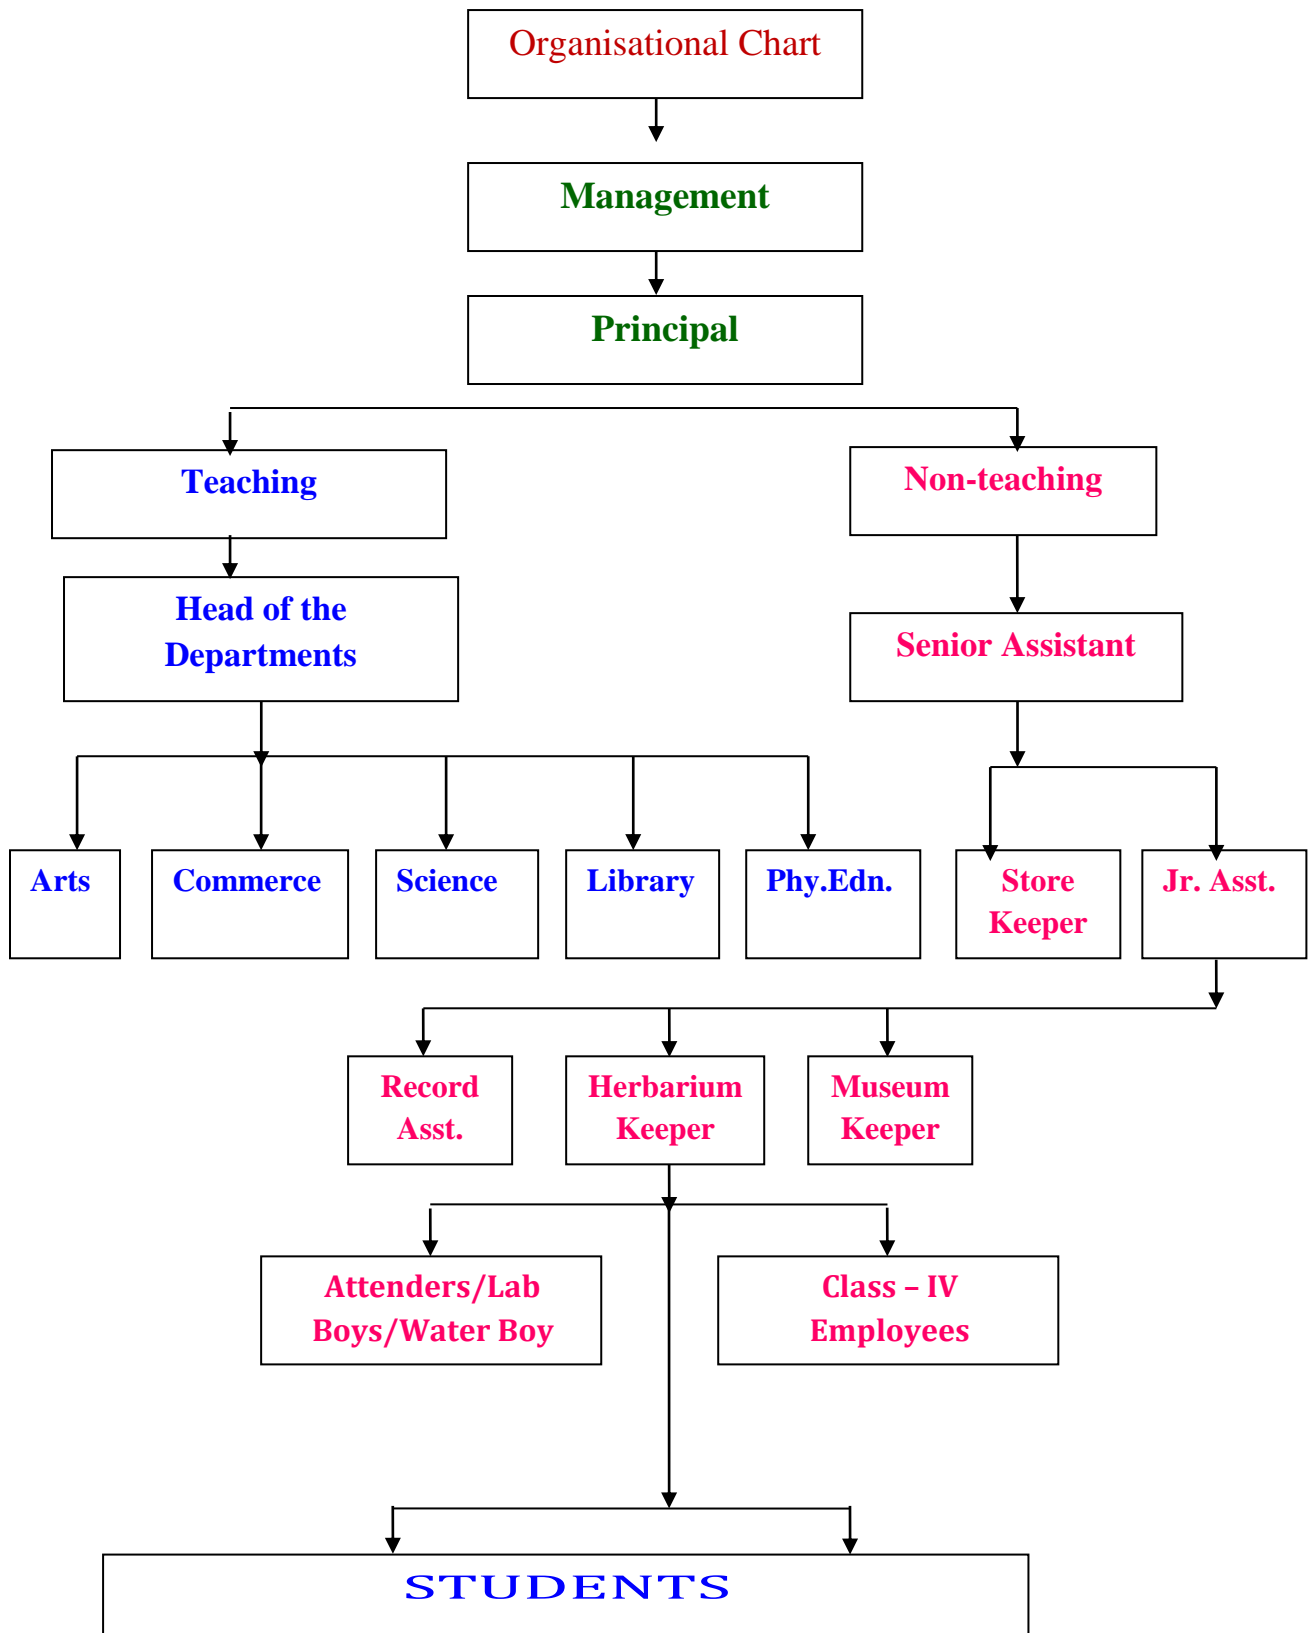 Organisational Chart
Management
Principal
Teaching
Non-teaching
Head of the
Departments
Senior Assistant
Arts
Commerce
Science
Library
Phy.Edn.
Store
Keeper
Jr. Asst.
Record
Asst.
Herbarium
Keeper
Museum
Keeper
Attenders/Lab
Boys/Water Boy
Class – IV
Employees
STUDENTS